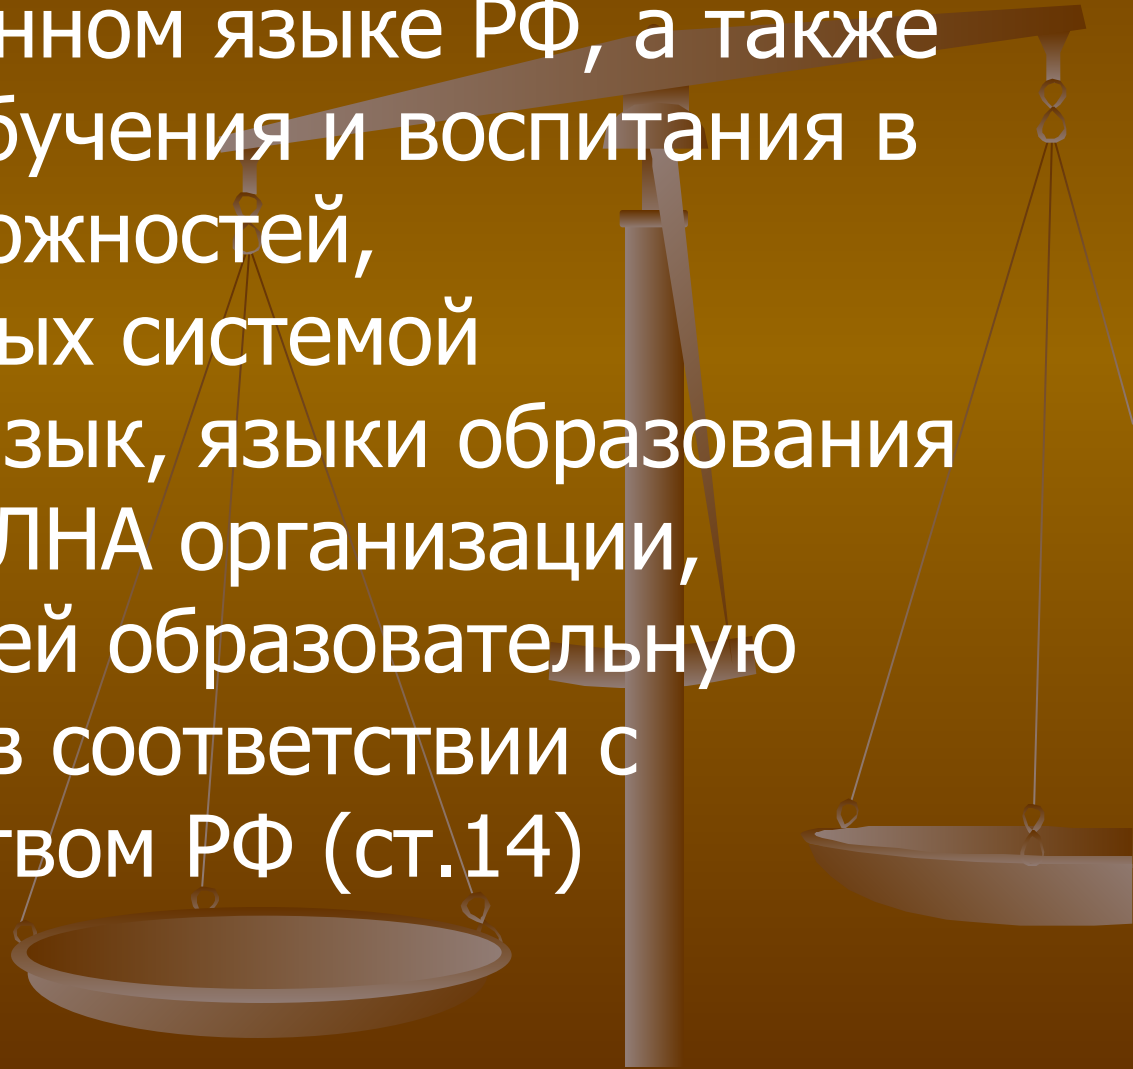 нном языке РФ, а также
бучения и воспитания в
ожностей,
ых системой
зык, языки образования
ЛНА организации,
ей образовательную
в соответствии с
твом РФ (ст.14)